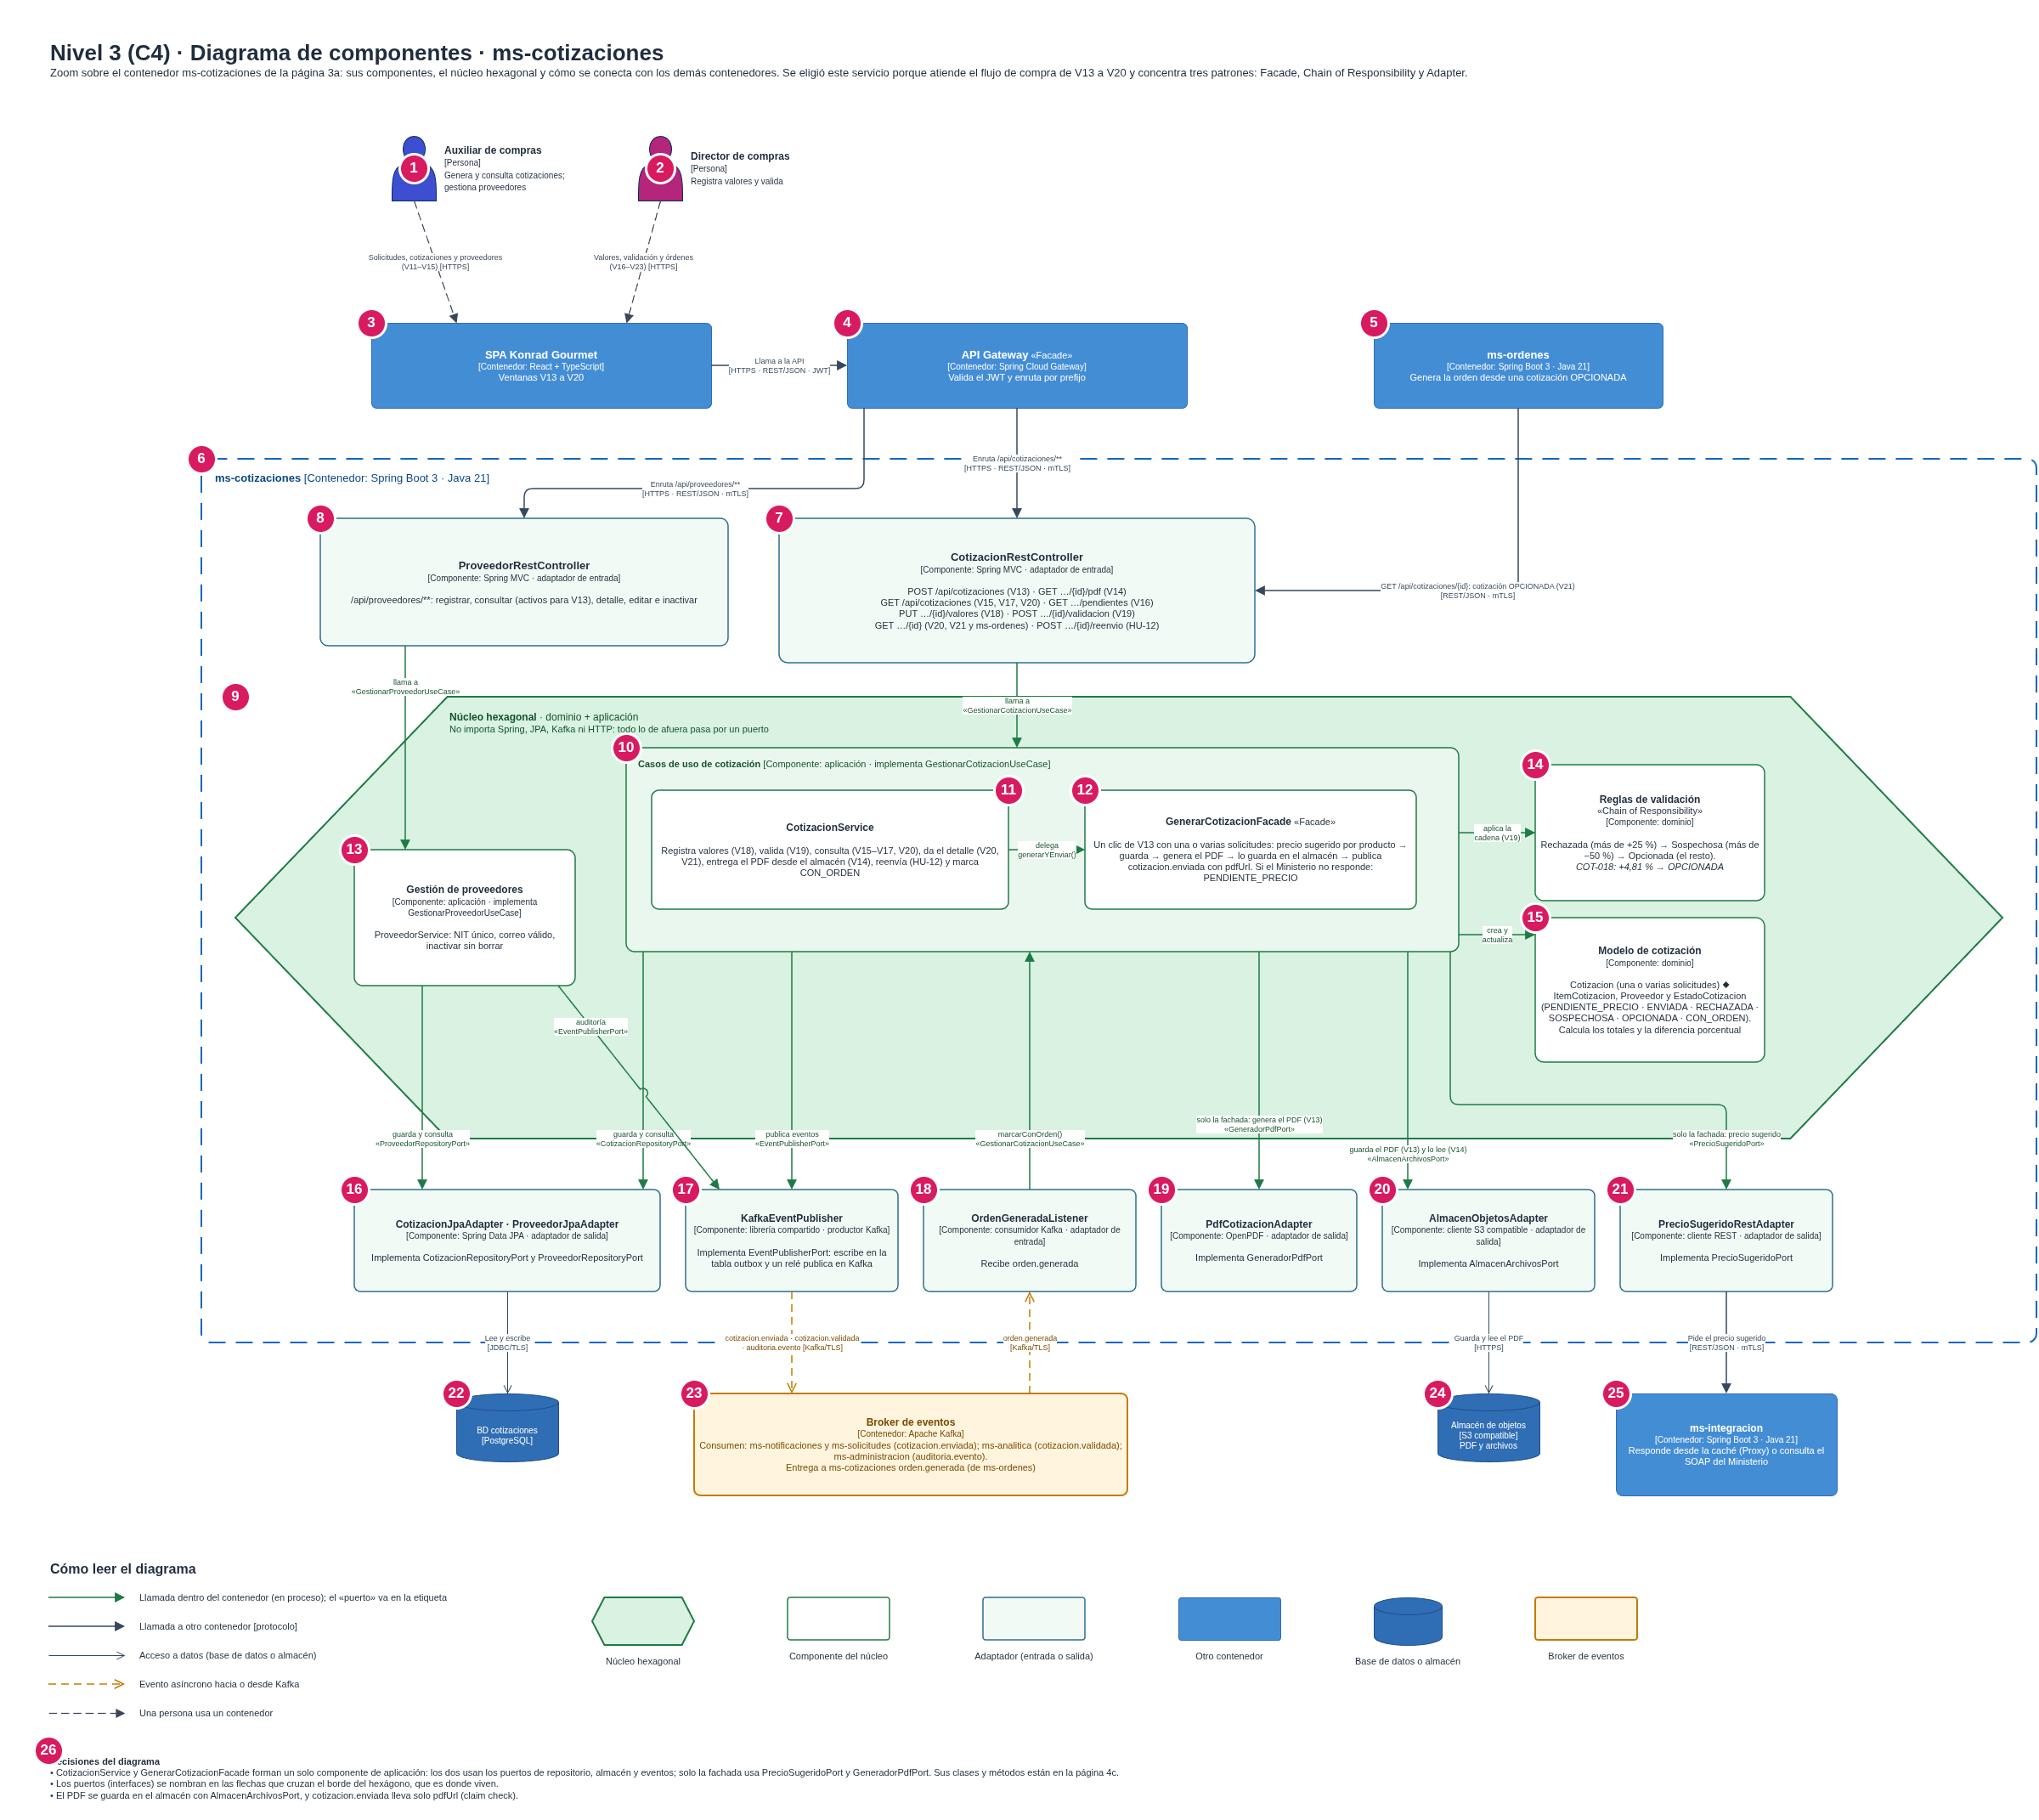 Nivel 3 (C4) · Diagrama de componentes · ms-cotizaciones
Zoom sobre el contenedor ms-cotizaciones de la página 3a: sus componentes, el núcleo hexagonal y cómo se conecta con los demás contenedores. Se eligió este servicio porque atiende el flujo de compra de V13 a V20 y concentra tres patrones: Facade, Chain of Responsibility y Adapter.
1
Auxiliar de compras
[Persona]
Genera y consulta cotizaciones;
gestiona proveedores
2
Director de compras
[Persona]
Registra valores y valida
Solicitudes, cotizaciones y proveedores
(V11–V15) [HTTPS]
Valores, validación y órdenes
(V16–V23) [HTTPS]
3
SPA Konrad Gourmet
[Contenedor: React + TypeScript]
Ventanas V13 a V20
Llama a la API
[HTTPS · REST/JSON · JWT]
4
API Gateway «Facade»
[Contenedor: Spring Cloud Gateway]
Valida el JWT y enruta por prefijo
5
ms-ordenes
[Contenedor: Spring Boot 3 · Java 21]
Genera la orden desde una cotización OPCIONADA
6
ms-cotizaciones [Contenedor: Spring Boot 3 · Java 21]
Enruta /api/cotizaciones/**
[HTTPS · REST/JSON · mTLS]
Enruta /api/proveedores/**
[HTTPS · REST/JSON · mTLS]
8
ProveedorRestController
[Componente: Spring MVC · adaptador de entrada]
/api/proveedores/**: registrar, consultar (activos para V13), detalle, editar e inactivar
7
CotizacionRestController
[Componente: Spring MVC · adaptador de entrada]
POST /api/cotizaciones (V13) · GET …/{id}/pdf (V14)
GET /api/cotizaciones (V15, V17, V20) · GET …/pendientes (V16)
PUT …/{id}/valores (V18) · POST …/{id}/validacion (V19)
GET …/{id} (V20, V21 y ms-ordenes) · POST …/{id}/reenvio (HU-12)
GET /api/cotizaciones/{id}: cotización OPCIONADA (V21)
[REST/JSON · mTLS]
llama a
«GestionarProveedorUseCase»
llama a
«GestionarCotizacionUseCase»
9
Núcleo hexagonal · dominio + aplicación
No importa Spring, JPA, Kafka ni HTTP: todo lo de afuera pasa por un puerto
10
Casos de uso de cotización [Componente: aplicación · implementa GestionarCotizacionUseCase]
11
CotizacionService
Registra valores (V18), valida (V19), consulta (V15–V17, V20), da el detalle (V20,
V21), entrega el PDF desde el almacén (V14), reenvía (HU-12) y marca
CON_ORDEN
delega
generarYEnviar()
12
GenerarCotizacionFacade «Facade»
Un clic de V13 con una o varias solicitudes: precio sugerido por producto →
guarda → genera el PDF → lo guarda en el almacén → publica
cotizacion.enviada con pdfUrl. Si el Ministerio no responde:
PENDIENTE_PRECIO
aplica la
cadena (V19)
crea y
actualiza
13
Gestión de proveedores
[Componente: aplicación · implementa
GestionarProveedorUseCase]
ProveedorService: NIT único, correo válido,
inactivar sin borrar
14
Reglas de validación
«Chain of Responsibility»
[Componente: dominio]
Rechazada (más de +25 %) → Sospechosa (más de
−50 %) → Opcionada (el resto).
COT-018: +4,81 % → OPCIONADA
15
Modelo de cotización
[Componente: dominio]
Cotizacion (una o varias solicitudes) ◆
ItemCotizacion, Proveedor y EstadoCotizacion
(PENDIENTE_PRECIO · ENVIADA · RECHAZADA ·
SOSPECHOSA · OPCIONADA · CON_ORDEN).
Calcula los totales y la diferencia porcentual
auditoría
«EventPublisherPort»
guarda y consulta
«ProveedorRepositoryPort»
guarda y consulta
«CotizacionRepositoryPort»
publica eventos
«EventPublisherPort»
marcarConOrden()
«GestionarCotizacionUseCase»
solo la fachada: genera el PDF (V13)
«GeneradorPdfPort»
guarda el PDF (V13) y lo lee (V14)
«AlmacenArchivosPort»
solo la fachada: precio sugerido
«PrecioSugeridoPort»
16
CotizacionJpaAdapter · ProveedorJpaAdapter
[Componente: Spring Data JPA · adaptador de salida]
Implementa CotizacionRepositoryPort y ProveedorRepositoryPort
17
KafkaEventPublisher
[Componente: librería compartido · productor Kafka]
Implementa EventPublisherPort: escribe en la
tabla outbox y un relé publica en Kafka
18
OrdenGeneradaListener
[Componente: consumidor Kafka · adaptador de
entrada]
Recibe orden.generada
19
PdfCotizacionAdapter
[Componente: OpenPDF · adaptador de salida]
Implementa GeneradorPdfPort
20
AlmacenObjetosAdapter
[Componente: cliente S3 compatible · adaptador de
salida]
Implementa AlmacenArchivosPort
21
PrecioSugeridoRestAdapter
[Componente: cliente REST · adaptador de salida]
Implementa PrecioSugeridoPort
Lee y escribe
[JDBC/TLS]
cotizacion.enviada · cotizacion.validada
· auditoria.evento [Kafka/TLS]
orden.generada
[Kafka/TLS]
Guarda y lee el PDF
[HTTPS]
Pide el precio sugerido
[REST/JSON · mTLS]
22
BD cotizaciones
[PostgreSQL]
23
Broker de eventos
[Contenedor: Apache Kafka]
Consumen: ms-notificaciones y ms-solicitudes (cotizacion.enviada); ms-analitica (cotizacion.validada);
ms-administracion (auditoria.evento).
Entrega a ms-cotizaciones orden.generada (de ms-ordenes)
24
Almacén de objetos
[S3 compatible]
PDF y archivos
25
ms-integracion
[Contenedor: Spring Boot 3 · Java 21]
Responde desde la caché (Proxy) o consulta el
SOAP del Ministerio
Cómo leer el diagrama
Llamada dentro del contenedor (en proceso); el «puerto» va en la etiqueta
Llamada a otro contenedor [protocolo]
Acceso a datos (base de datos o almacén)
Evento asíncrono hacia o desde Kafka
Una persona usa un contenedor
Núcleo hexagonal
Componente del núcleo
Adaptador (entrada o salida)
Otro contenedor
Base de datos o almacén
Broker de eventos
26
ecisiones del diagrama
• CotizacionService y GenerarCotizacionFacade forman un solo componente de aplicación: los dos usan los puertos de repositorio, almacén y eventos; solo la fachada usa PrecioSugeridoPort y GeneradorPdfPort. Sus clases y métodos están en la página 4c.
• Los puertos (interfaces) se nombran en las flechas que cruzan el borde del hexágono, que es donde viven.
• El PDF se guarda en el almacén con AlmacenArchivosPort, y cotizacion.enviada lleva solo pdfUrl (claim check).